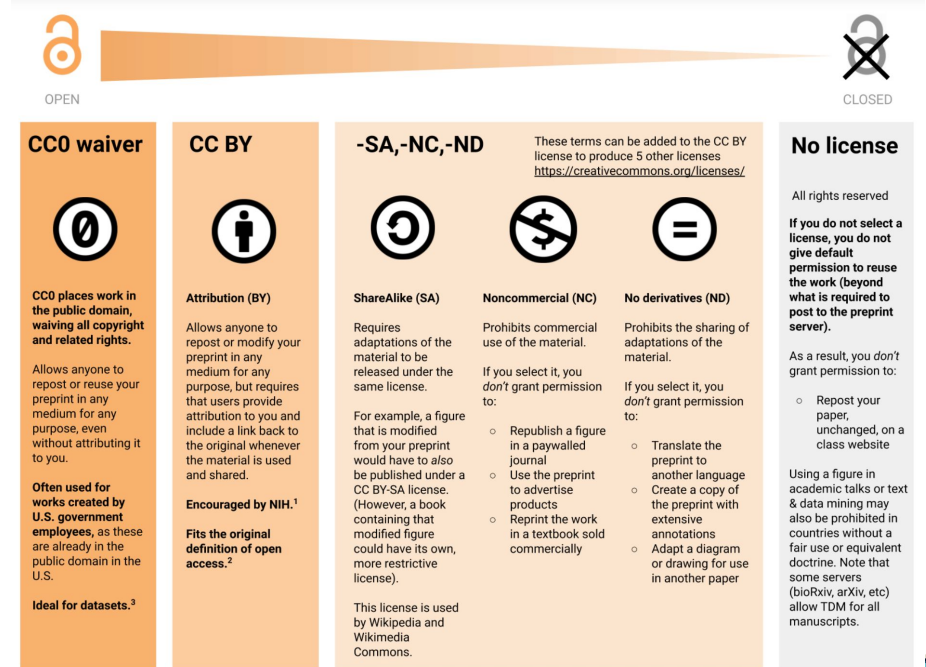 OPEN
CLOSED
CC0 waiver
0
CC0 places work in
the public domain,
waiving all copyright
and related rights.
Allows anyone to
repost or reuse your
preprint in any
medium for any
purpose, even
without attributing it
to you.
Often used for
works created by
U.S. government
employees, as these
are already in the
public domain in the
U.S.
Ideal for datasets.3
CC BY
Attribution (BY)
Allows anyone to
repost or modify your
preprint in any
medium for any
purpose, but requires
that users provide
attribution to you and
include a link back to
the original whenever
the material is used
and shared.
Encouraged by NIH.1
Fits the original
definition of open
access.2
-SA,-NC,-ND
These terms can be added to the CC BY
license to produce 5 other licenses
https://creativecommons.org/licenses/
$
=
ShareAlike (SA)
Requires
adaptations of the
material to be
released under the
same license.
For example, a figure
that is modified
from your preprint
would have to also
be published under a
CC BY-SA license.
(However, a book
containing that
modified figure
could have its own,
more restrictive
license).
This license is used
by Wikipedia and
Wikimedia
Commons.
Noncommercial (NC)
Prohibits commercial
use of the material.
If you select it, you
don't grant permission
to:
○ Republish a figure
in a paywalled
journal
○ Use the preprint
to advertise
products
○ Reprint the work
in a textbook sold
commercially
No derivatives (ND)
Prohibits the sharing of
adaptations of the
material.
If you select it, you
don't grant permission
to:
○ Translate the
preprint to
another language
○ Create a copy of
the preprint with
extensive
annotations
○ Adapt a diagram
or drawing for use
in another paper
No license
All rights reserved
If you do not select a
license, you do not
give default
permission to reuse
the work (beyond
what is required to
post to the preprint
server).
As a result, you don't
grant permission to:
○ Repost your
paper,
unchanged, on a
class website
Using a figure in
academic talks or text
& data mining may
also be prohibited in
countries without a
fair use or equivalent
doctrine. Note that
some servers
(bioRxiv, arXiv, etc)
allow TDM for all
manuscripts.